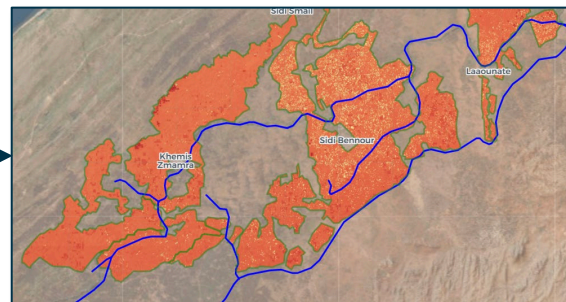 Sidi Smail
Laaounate
Sidi Bennour
Khemis
Zmamra